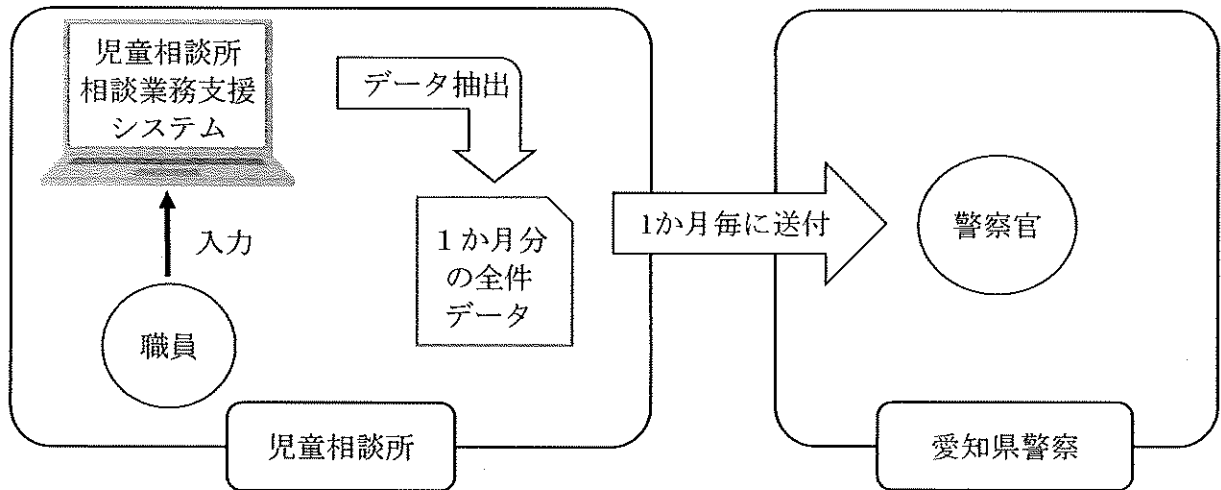 児童相談所
相談業務支援
システム
データ抽出
入力
職員
１か月分
の全件
データ
1か月毎に送付
警察官
児童相談所
愛知県警察